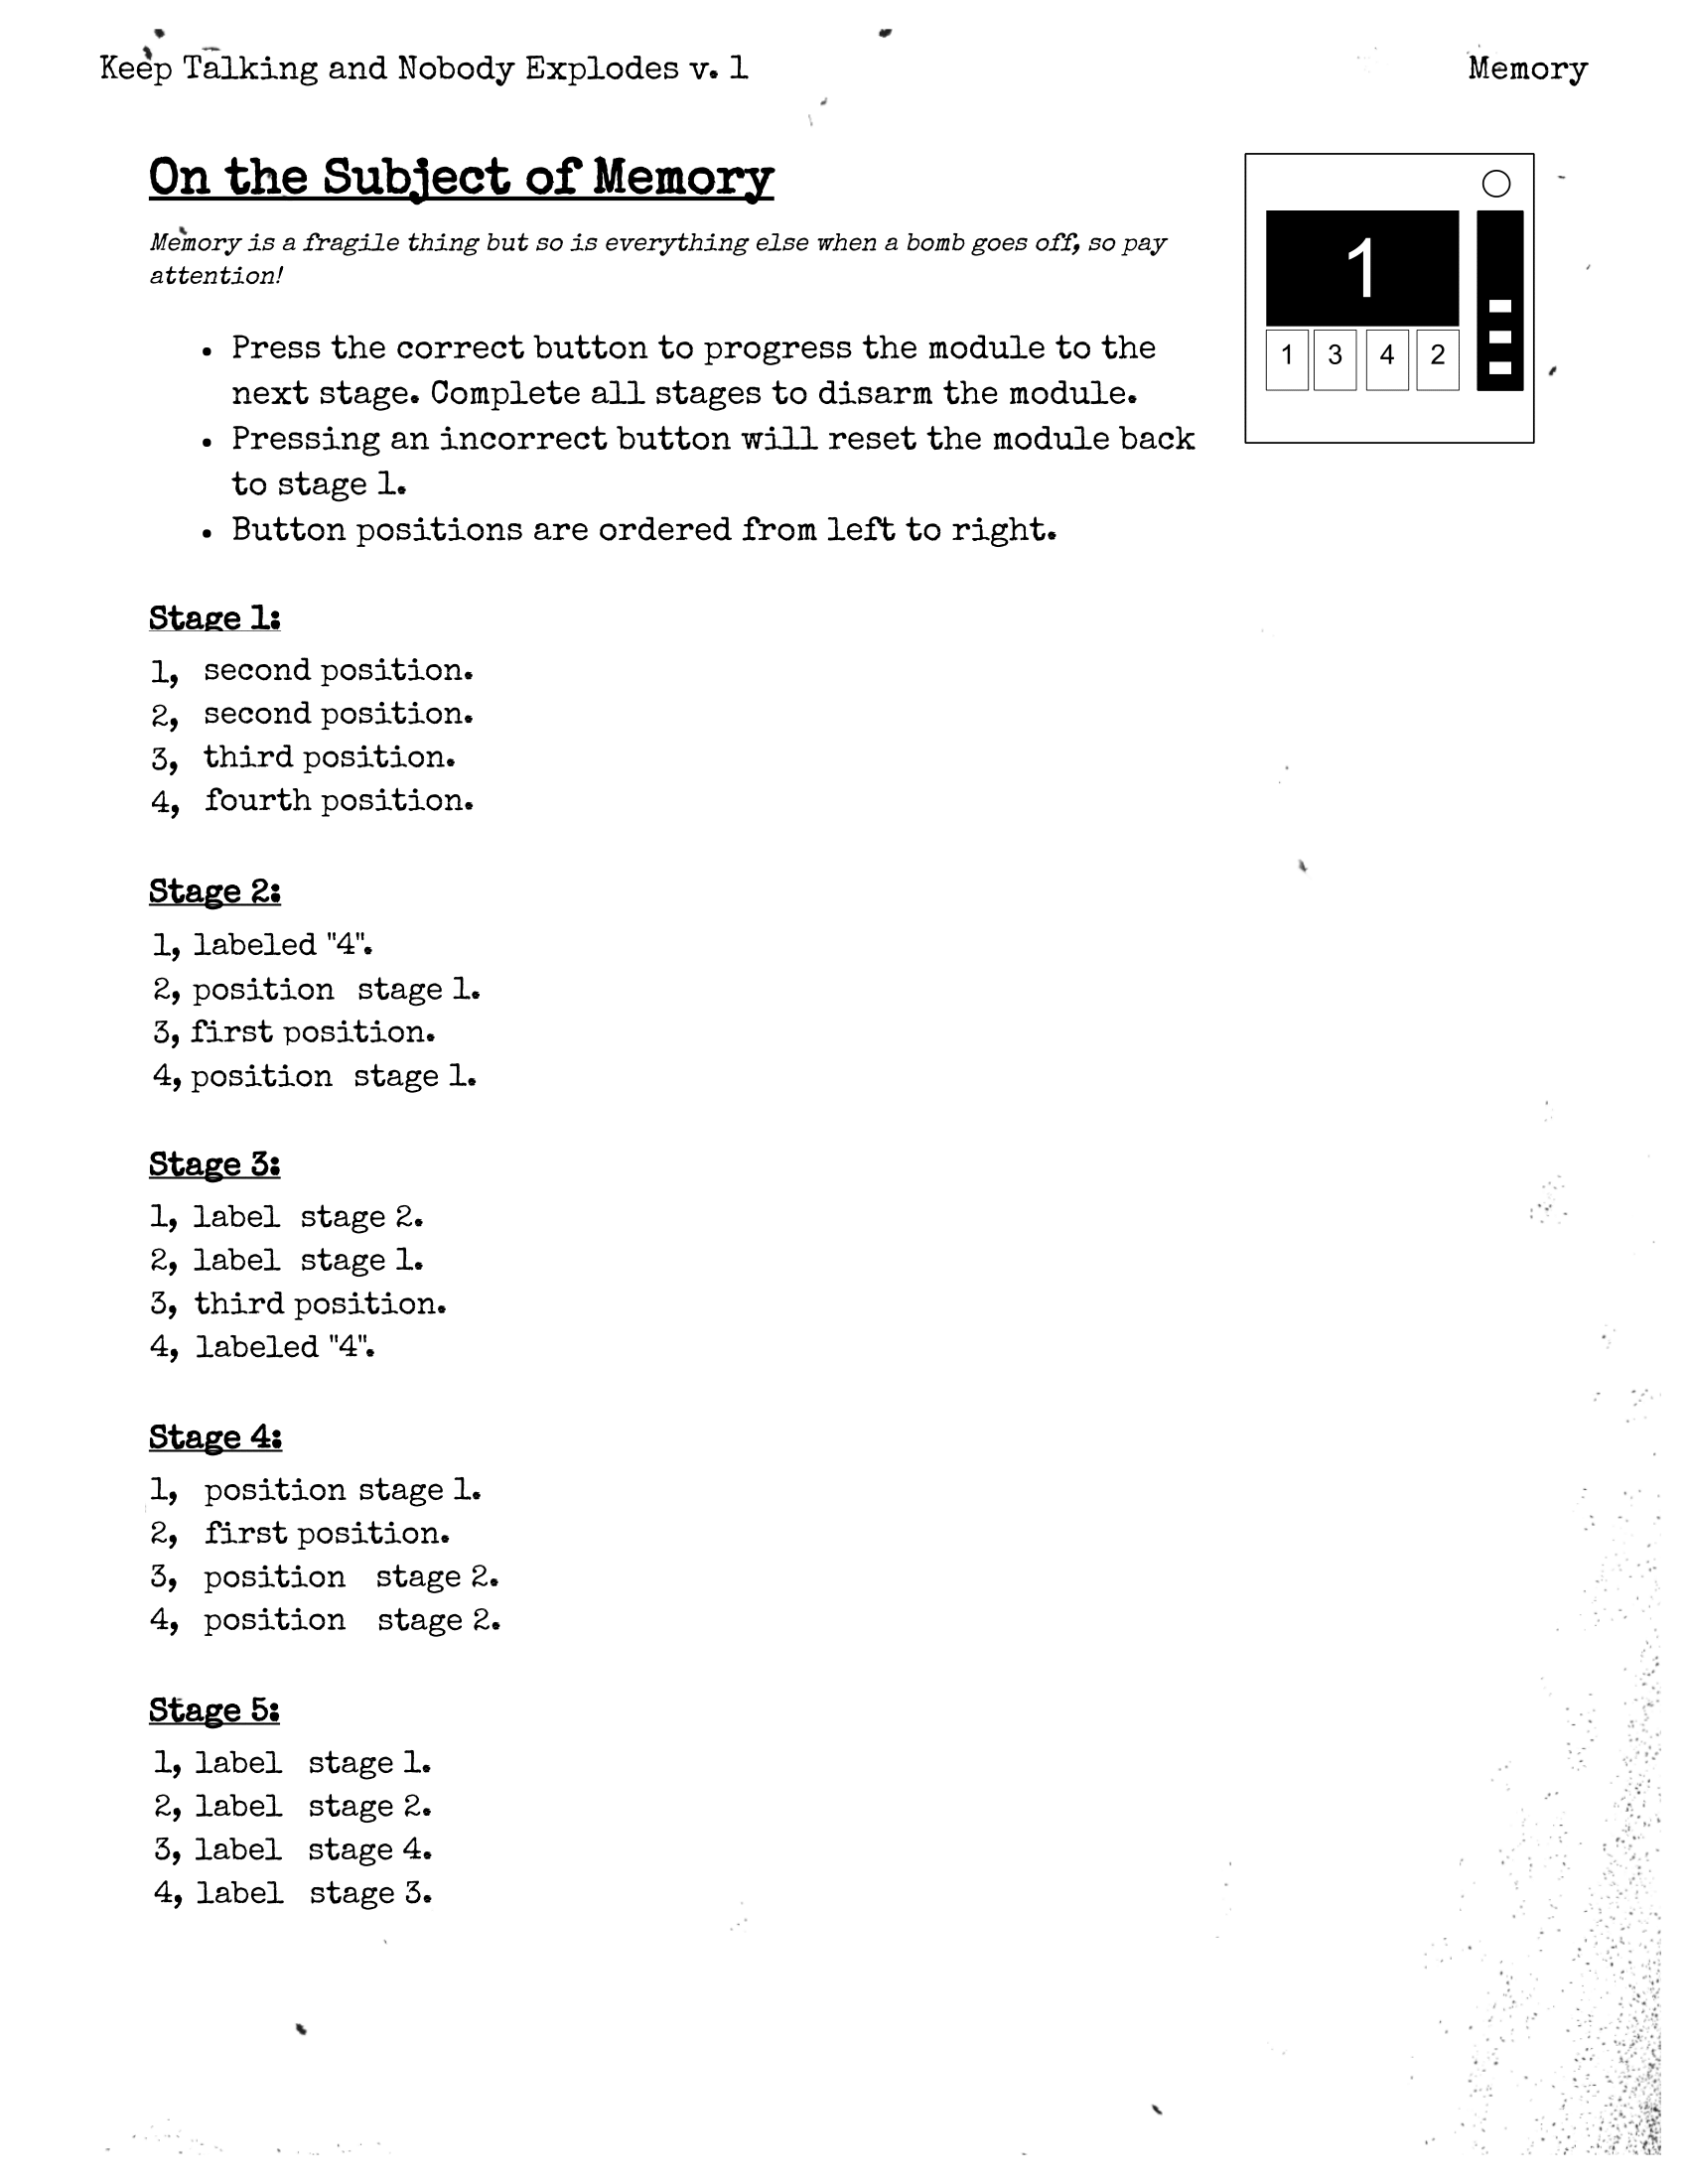 Keep Talking and Nobody Explodes v. 1
Memory
On the Subject of Memory
Memory is a fragile thing but so is everything else when a bomb goes off, so pay
attention!
1
1 3 4 2
• Press the correct button to progress the module to the
next stage. Complete all stages to disarm the module.
• Pressing an incorrect button will reset the module back
to stage 1.
• Button positions are ordered from left to right.
Stage 1:
1, second position.
2, second position.
3, third position.
4, fourth position.
Stage 2:
1, labeled "4".
2, position stage 1.
3, first position.
4, position stage 1.
Stage 3:
1, label stage 2.
2, label stage 1.
3, third position.
4, labeled "4".
Stage 4:
1, position stage 1.
2, first position.
3, position stage 2.
4, position stage 2.
Stage 5:
1, label stage 1.
2, label stage 2.
3, label stage 4.
4, label stage 3.